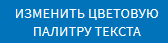 ИЗМЕНИТЬ ЦВЕТОВУЮ
ПАЛИТРУ ТЕКСТА